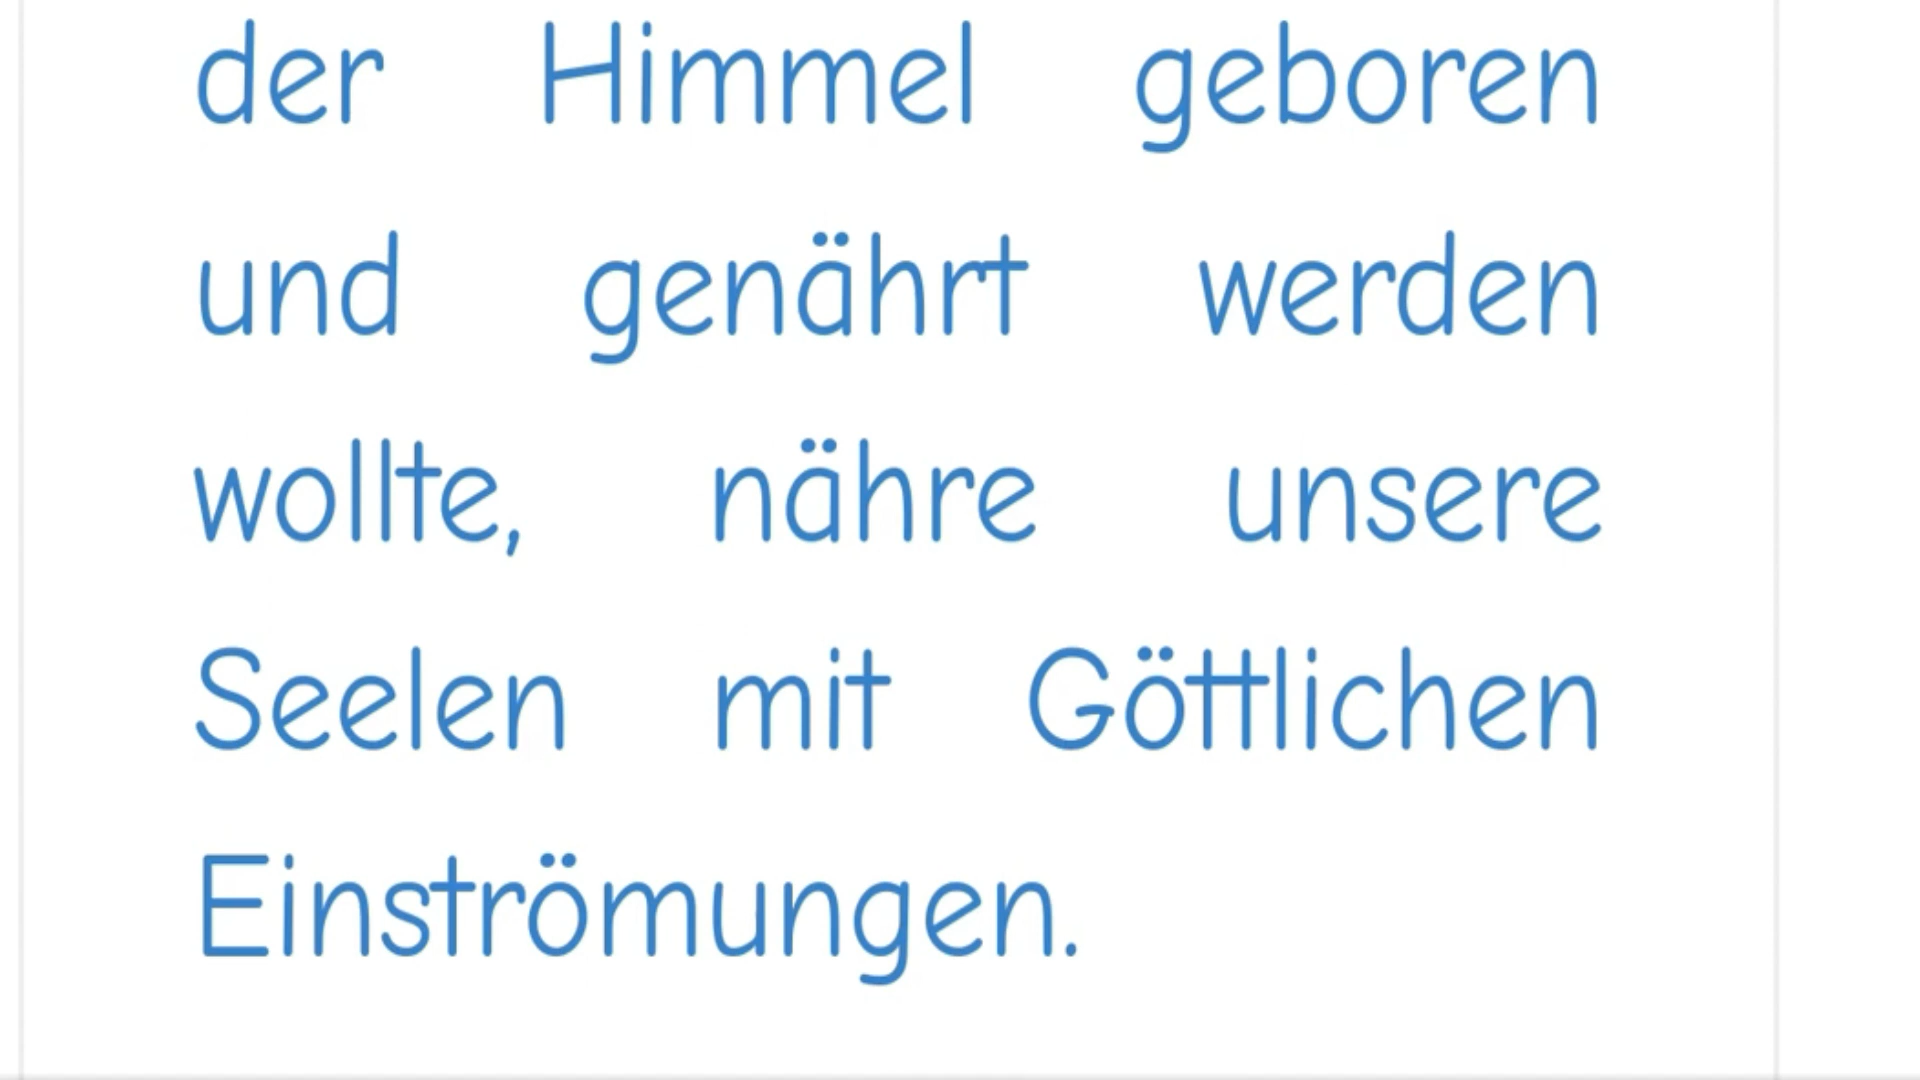 der Himmel geboren
und genährt werden
wollte, nähre unsere
Seelen mit Göttlichen
Einströmungen.